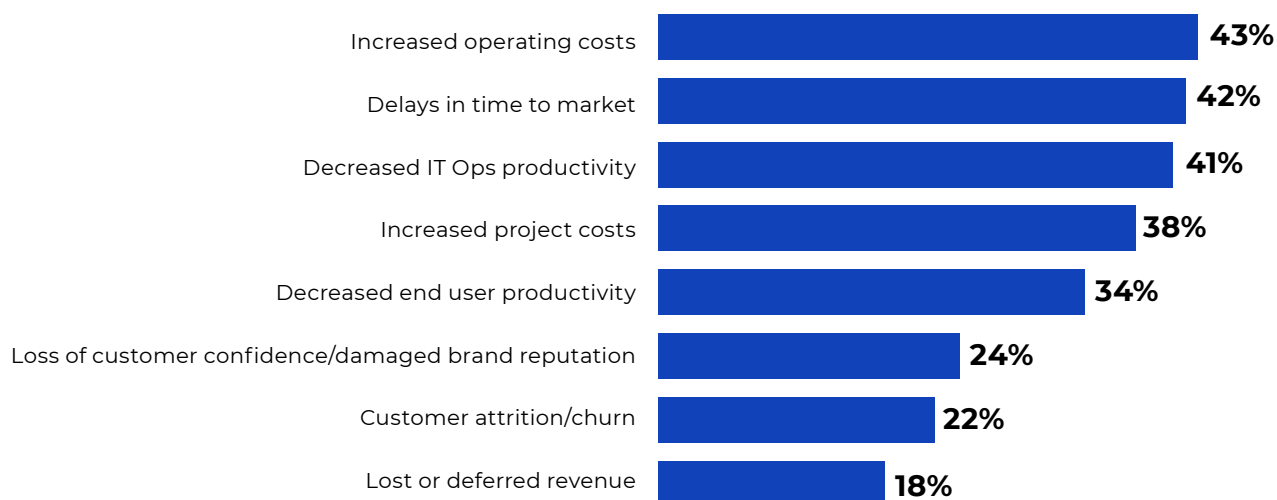 Increased operating costs 43%
Delays in time to market 42%
Decreased IT Ops productivity 41%
Increased project costs 38%
Decreased end user productivity 34%
Loss of customer confidence/damaged brand reputation 24%
Customer attrition/churn 22%
Lost or deferred revenue 18%